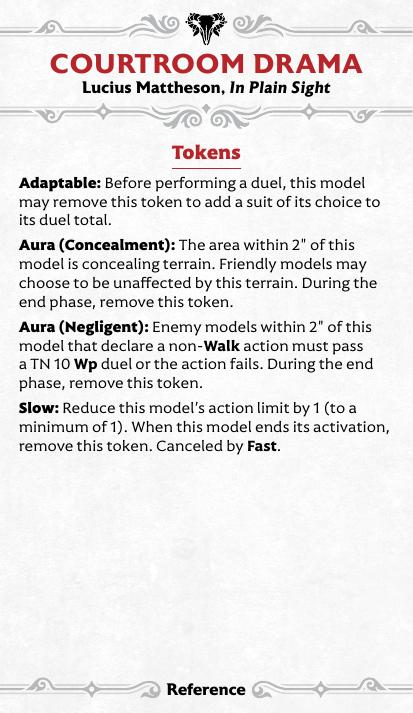 COURTROOM DRAMA
Lucius Mattheson, In Plain Sight
Tokens
Adaptable: Before performing a duel, this model
may remove this token to add a suit of its choice to
its duel total.
Aura (Concealment): The area within 2" of this
model is concealing terrain. Friendly models may
choose to be unaffected by this terrain. During the
end phase, remove this token.
Aura (Negligent): Enemy models within 2" of this
model that declare a non-Walk action must pass
a TN 10 Wp duel or the action fails. During the end
phase, remove this token.
Slow: Reduce this model's action limit by 1 (to a
minimum of 1). When this model ends its activation,
remove this token. Canceled by Fast.
Reference